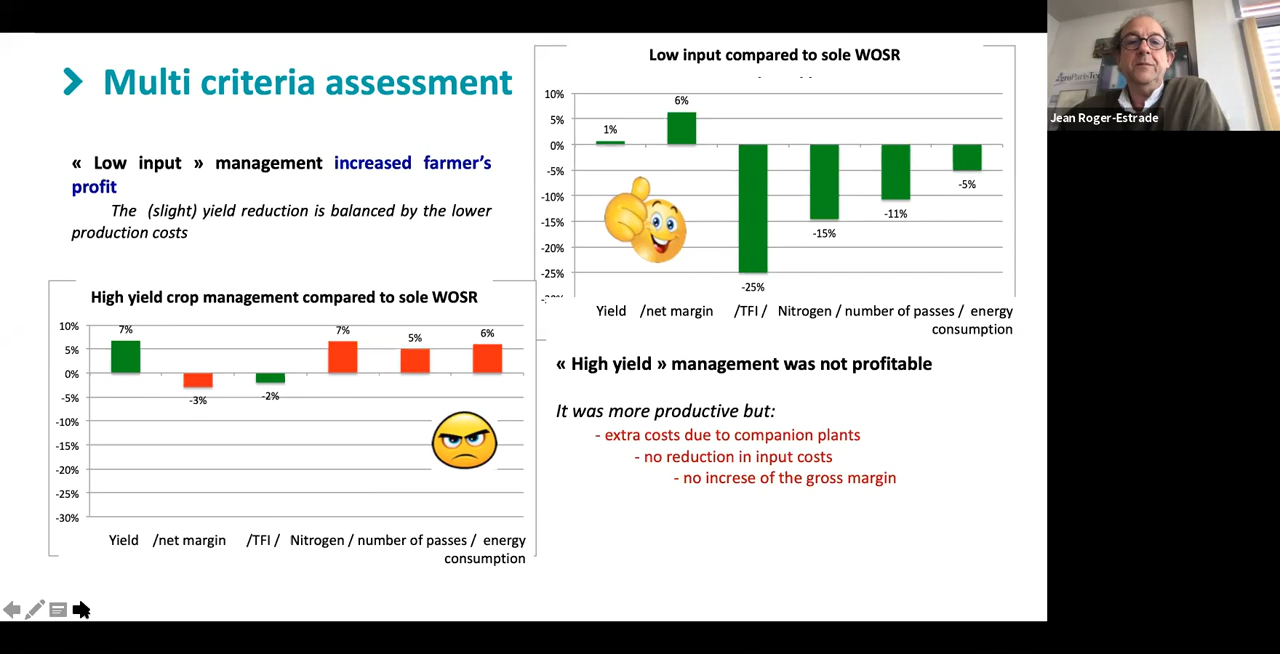 Multi criteria assessment
« Low input » management increased farmer's
profit
The (slight) yield reduction is balanced by the lower
production costs
Low input compared to sole WOSR
10%
5%
0%
-5%
-10%
-15%
-20%
-25%
1%
6%
-25%
-15%
-11%
-5%
Yield /net margin /TFI / Nitrogen / number of passes / energy
consumption
High yield crop management compared to sole WOSR
10%
5%
0%
-5%
-10%
-15%
-20%
-25%
-30%
7%
-3%
-2%
7%
5%
6%
Yield /net margin /TFI / Nitrogen / number of passes / energy
consumption
« High yield » management was not profitable
It was more productive but:
- extra costs due to companion plants
- no reduction in input costs
- no increse of the gross margin
Jean Roger-Estrade